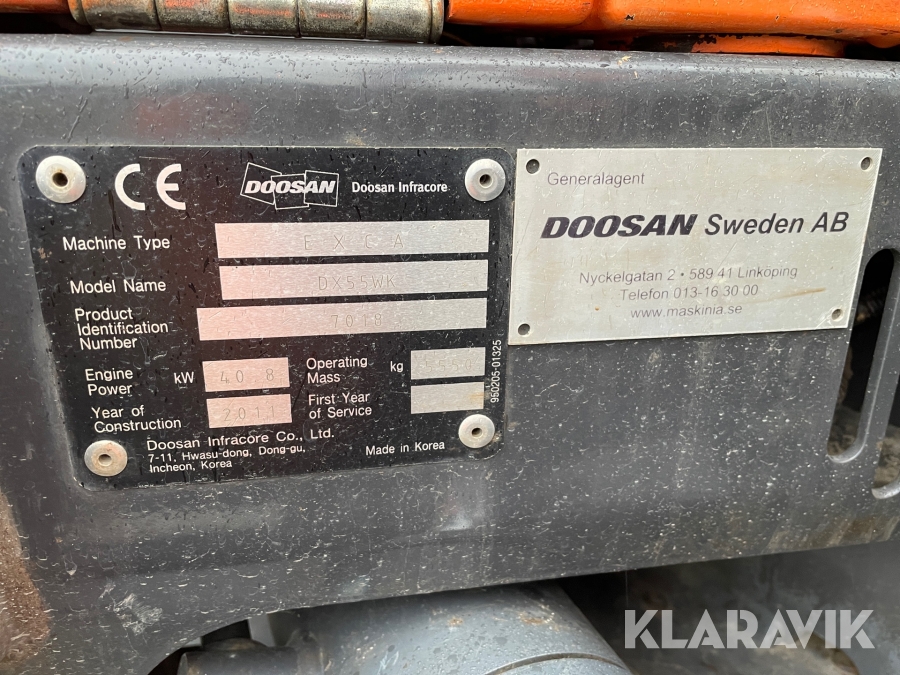 CE DOOSAN Doosan Infracore
Machine Type EXCA
Model Name DX55WK
Product
Identification
Number 7018
Engine
Power kW 40.8
Operating
Mass kg 5550
Year of
Construction 2011
First Year
of Service
Doosan Infracore Co., Ltd.
7-11, Hwasu-dong, Dong-gu,
Incheon, Korea
Made in Korea
950205-01325
Generalagent
DOOSAN Sweden AB
Nyckelgatan 2 • 589 41 Linköping
Telefon 013-16 30 00
www.maskinia.se
KLARAVIK